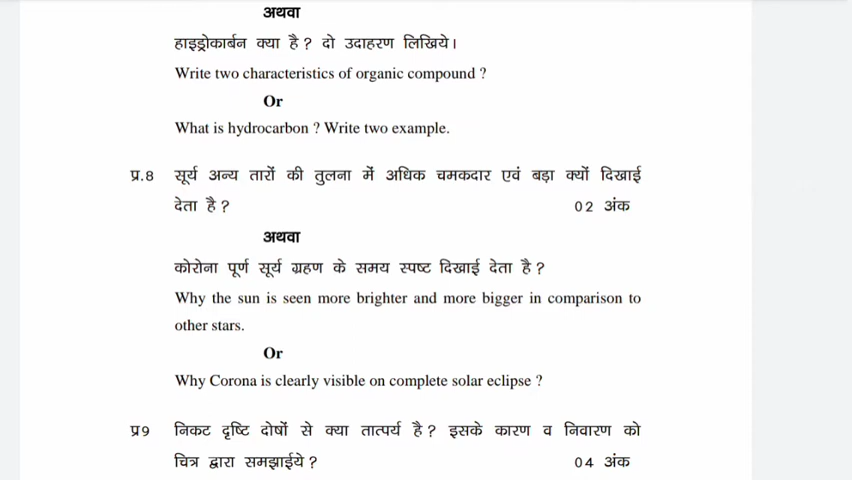 अथवा
हाइड्रोकार्बन क्या है? दो उदाहरण लिखिये।
Write two characteristics of organic compound ?
Or
What is hydrocarbon ? Write two example.
प्र.8 सूर्य अन्य तारों की तुलना में अधिक चमकदार एवं बड़ा क्यों दिखाई
देता है? 02 अंक
अथवा
कोरोना पूर्ण सूर्य ग्रहण के समय स्पष्ट दिखाई देता है?
Why the sun is seen more brighter and more bigger in comparison to
other stars.
Or
Why Corona is clearly visible on complete solar eclipse ?
प्र9 निकट दृष्टि दोषों से क्या तात्पर्य है? इसके कारण व निवारण को
चित्र द्वारा समझाईये? 04 अंक